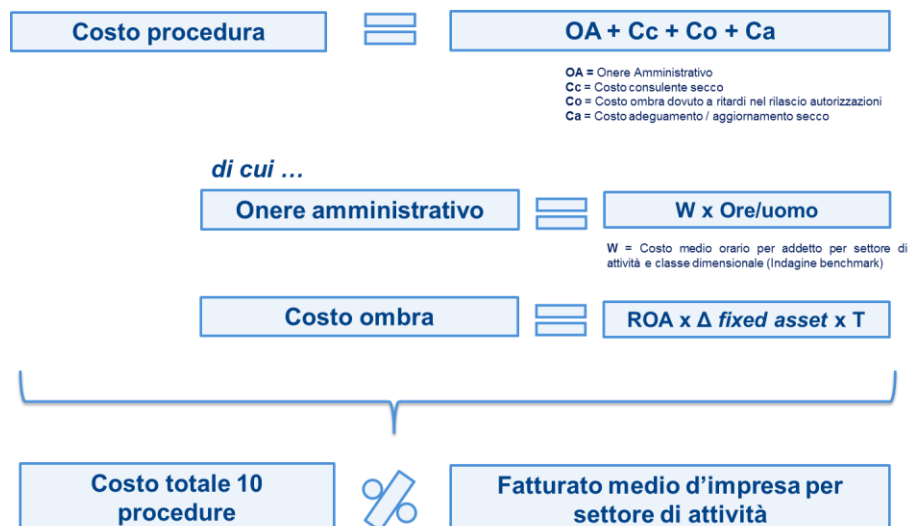 Costo procedura
OA + Cc + Co + Ca
OA = Onere Amministrativo
Cc = Costo consulente secco
Co = Costo ombra dovuto a ritardi nel rilascio autorizzazioni
Ca = Costo adeguamento / aggiornamento secco
di cui ...
Onere amministrativo
W x Ore/uomo
W = Costo medio orario per addetto per settore di
attività e classe dimensionale (Indagine benchmark)
Costo ombra
ROA x Δ fixed asset x T
Costo totale 10
procedure
%
Fatturato medio d'impresa per
settore di attività